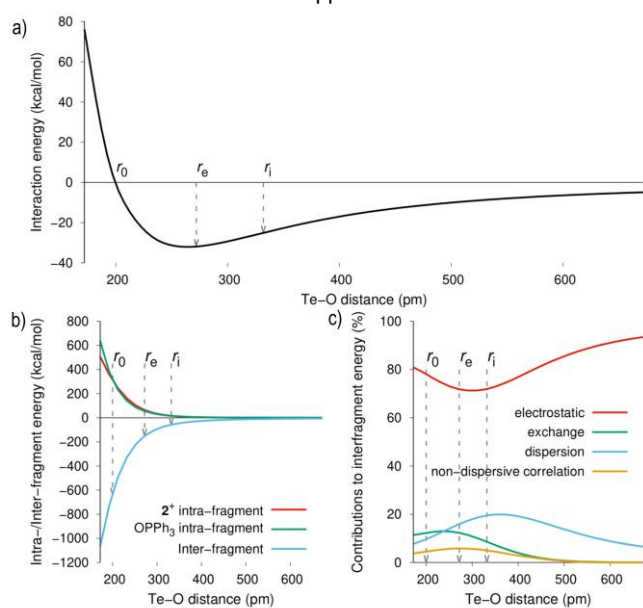 a)
Interaction energy (kcal/mol)
80
60
40
20
0
−20
−40
r0
re
ri
200
300
400
500
600
Te−O distance (pm)
b)
Intra−/Inter−fragment energy (kcal/mol)
800
600
400
200
0
−200
−400
−600
−800
−1000
−1200
r0
re
ri
2+ intra−fragment
OPPh3 intra−fragment
Inter−fragment
200
300
400
500
600
Te−O distance (pm)
c)
Contributions to interfragment energy (%)
100
80
60
40
20
0
r0
re
ri
electrostatic
exchange
dispersion
non−dispersive correlation
200
300
400
500
600
Te−O distance (pm)